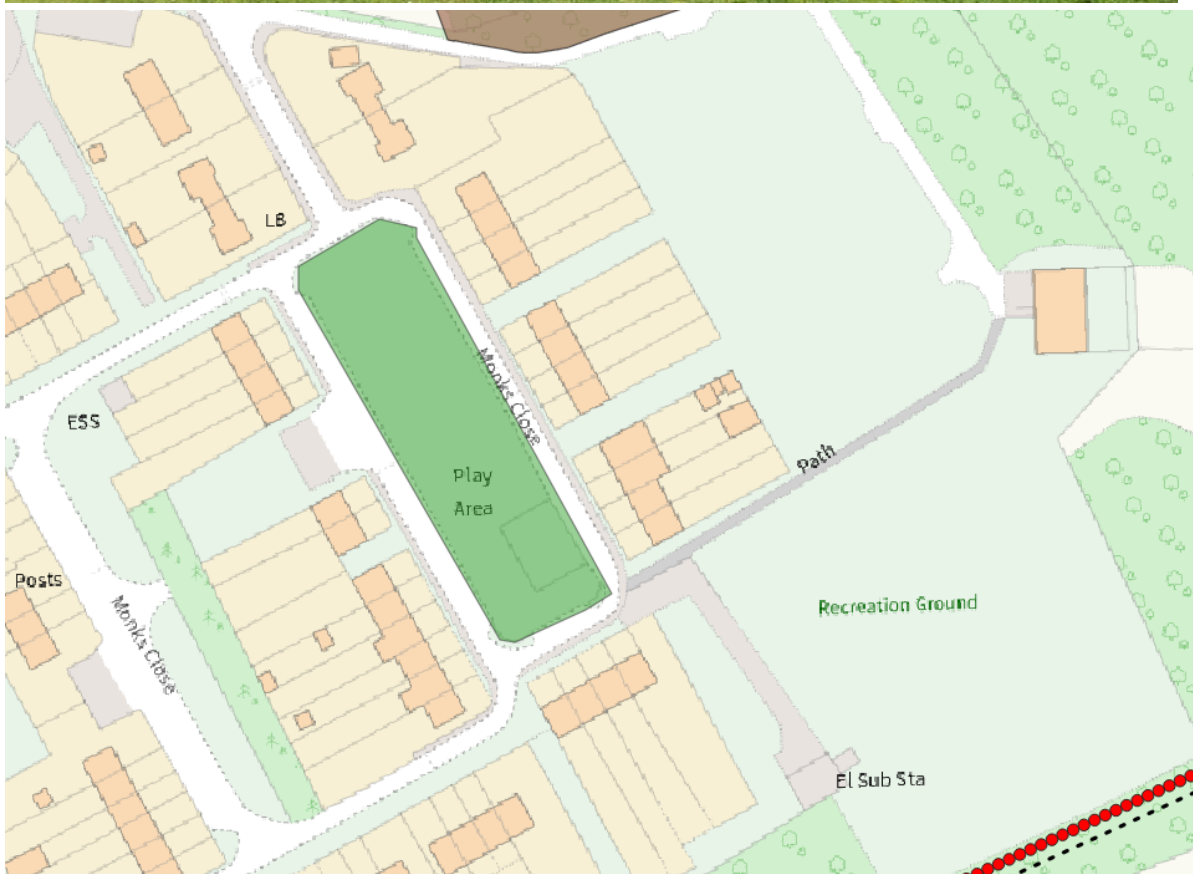 LB
Monks Close
ESS
Play
Area
Path
Posts
Monks Close
Recreation Ground
El Sub Sta